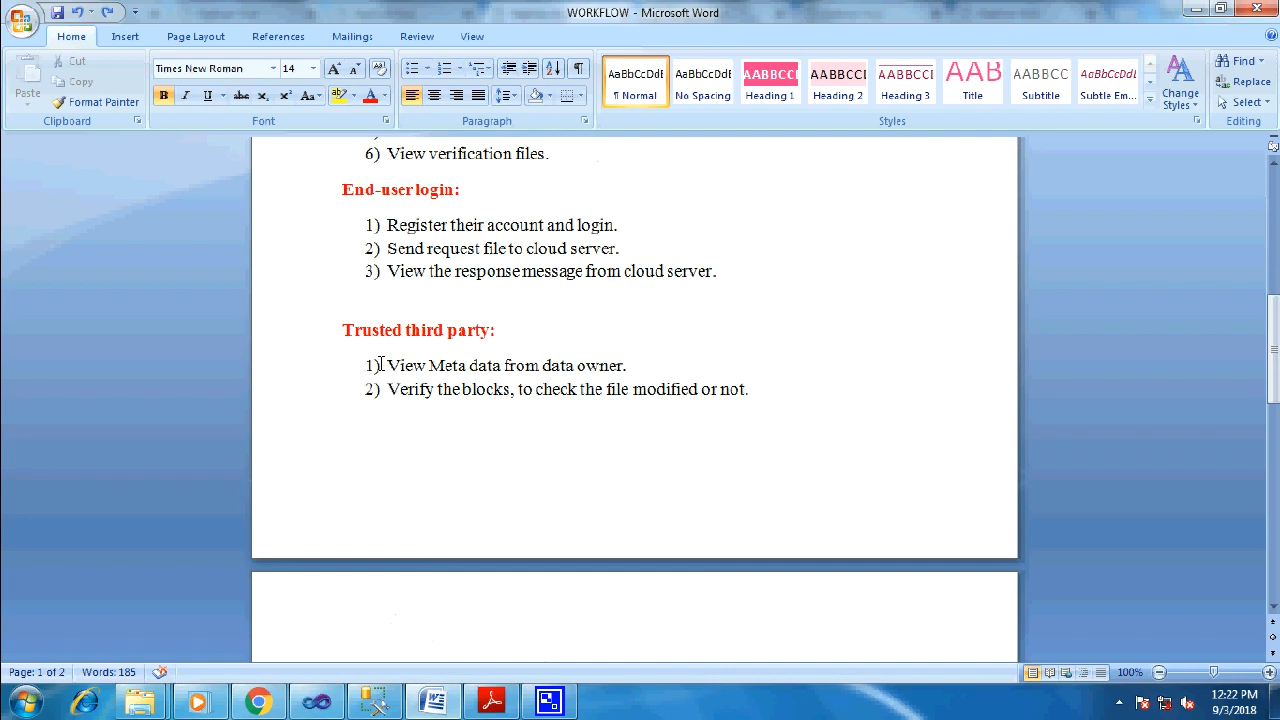 WORKFLOW - Microsoft Word
Home Insert Page Layout References Mailings Review View
Paste
Cut
Copy
Format Painter
Clipboard
Times New Roman 14
Font
Paragraph
AaBbCcDdE AaBbCcDdE AABBCCI AABBCCI AABBCCI AAB AABBCC AaBbCcDdI
¶ Normal No Spacing Heading 1 Heading 2 Heading 3 Title Subtitle Subtle Em...
Change Styles
Styles
Find
Replace
Select
Editing
6) View verification files.
End-user login:
1) Register their account and login.
2) Send request file to cloud server.
3) View the response message from cloud server.
Trusted third party:
1) View Meta data from data owner.
2) Verify the blocks, to check the file modified or not.
Page: 1 of 2 Words: 185 100%
12:22 PM
9/3/2018